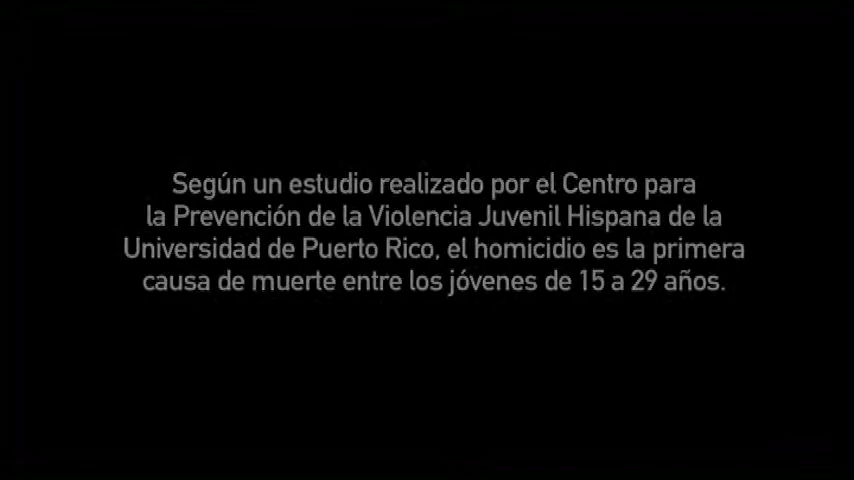 Según un estudio realizado por el Centro para
la Prevención de la Violencia Juvenil Hispana de la
Universidad de Puerto Rico, el homicidio es la primera
causa de muerte entre los jóvenes de 15 a 29 años.